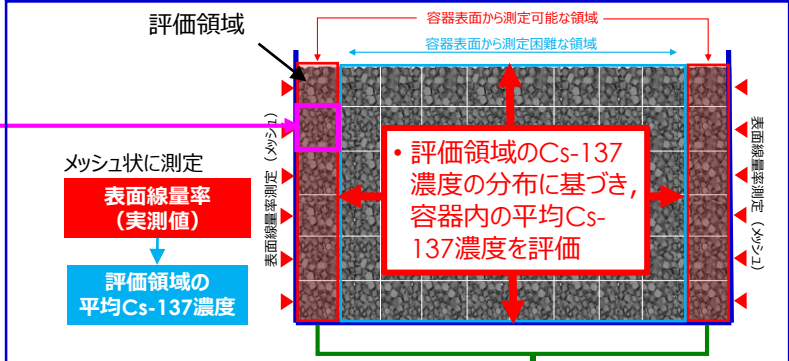 評価領域
容器表面から測定可能な領域
容器表面から測定困難な領域
メッシュ状に測定
表面線量率
（実測値）
評価領域の
平均Cs-137濃度
表面線量率測定（メッシュ）
• 評価領域のCs-137
濃度の分布に基づき,
容器内の平均Cs-
137濃度を評価
表面線量率測定（メッシュ）